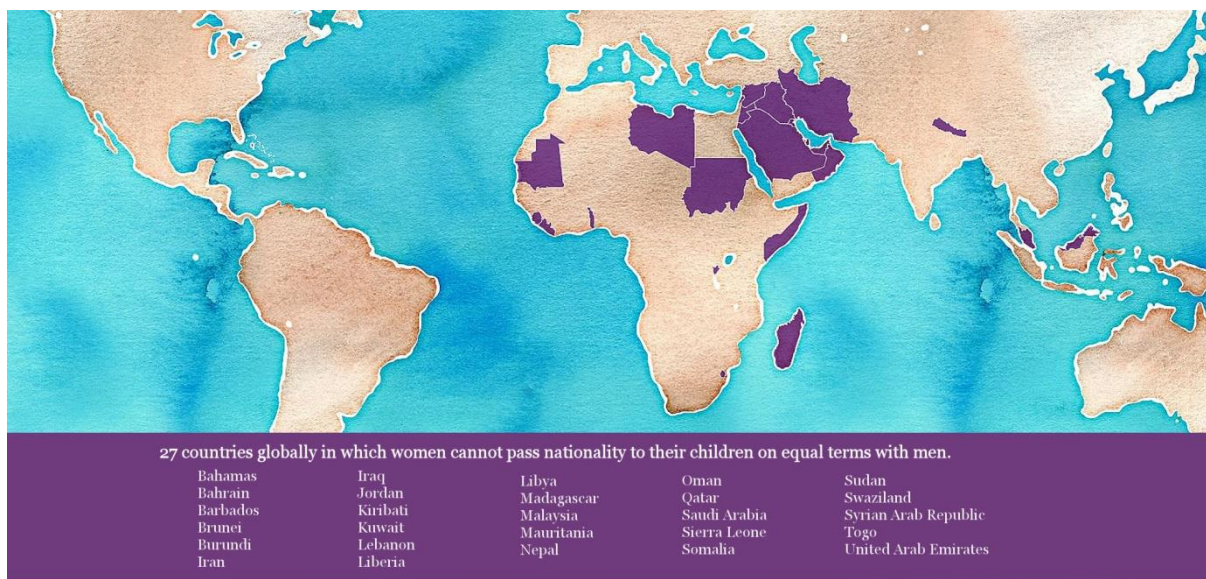 27 countries globally in which women cannot pass nationality to their children on equal terms with men.
Bahamas
Bahrain
Barbados
Brunei
Burundi
Iran
Iraq
Jordan
Kiribati
Kuwait
Lebanon
Liberia
Libya
Madagascar
Malaysia
Mauritania
Nepal
Oman
Qatar
Saudi Arabia
Sierra Leone
Somalia
Sudan
Swaziland
Syrian Arab Republic
Togo
United Arab Emirates